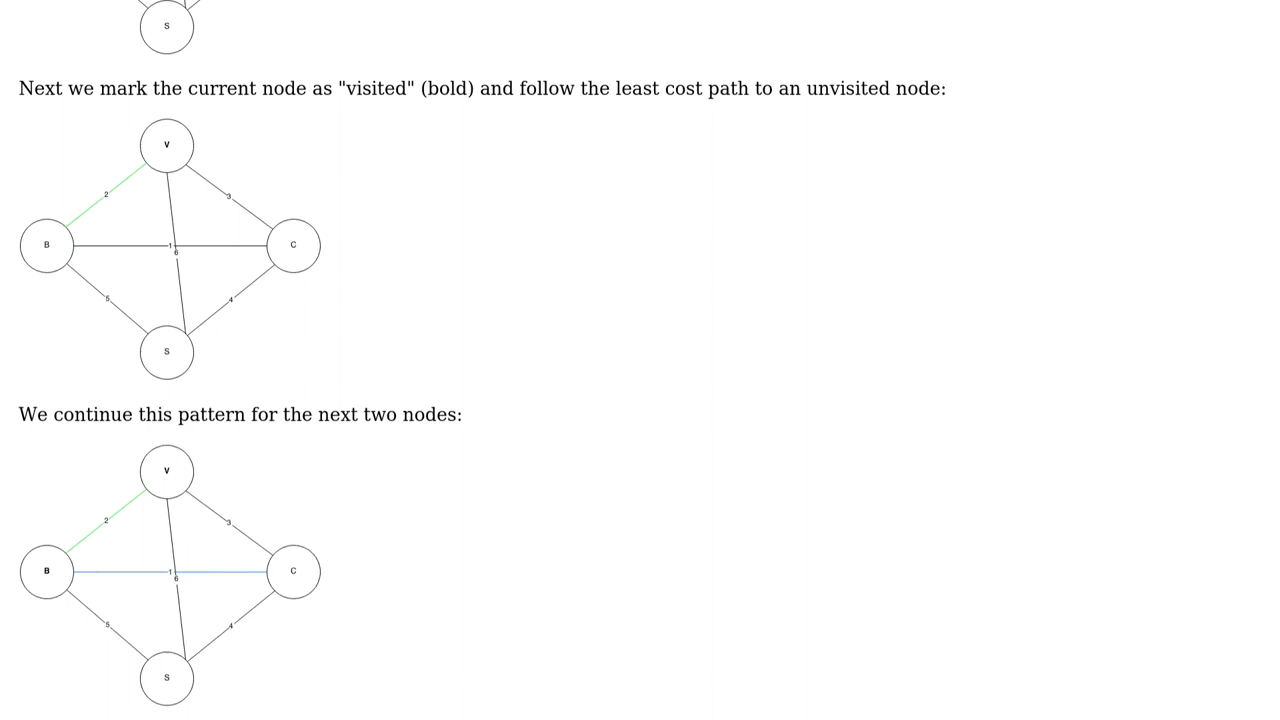 S
Next we mark the current node as "visited" (bold) and follow the least cost path to an unvisited node:
V
2
3
B
1
C
6
5
4
S
We continue this pattern for the next two nodes:
V
2
3
B
1
C
6
5
4
S